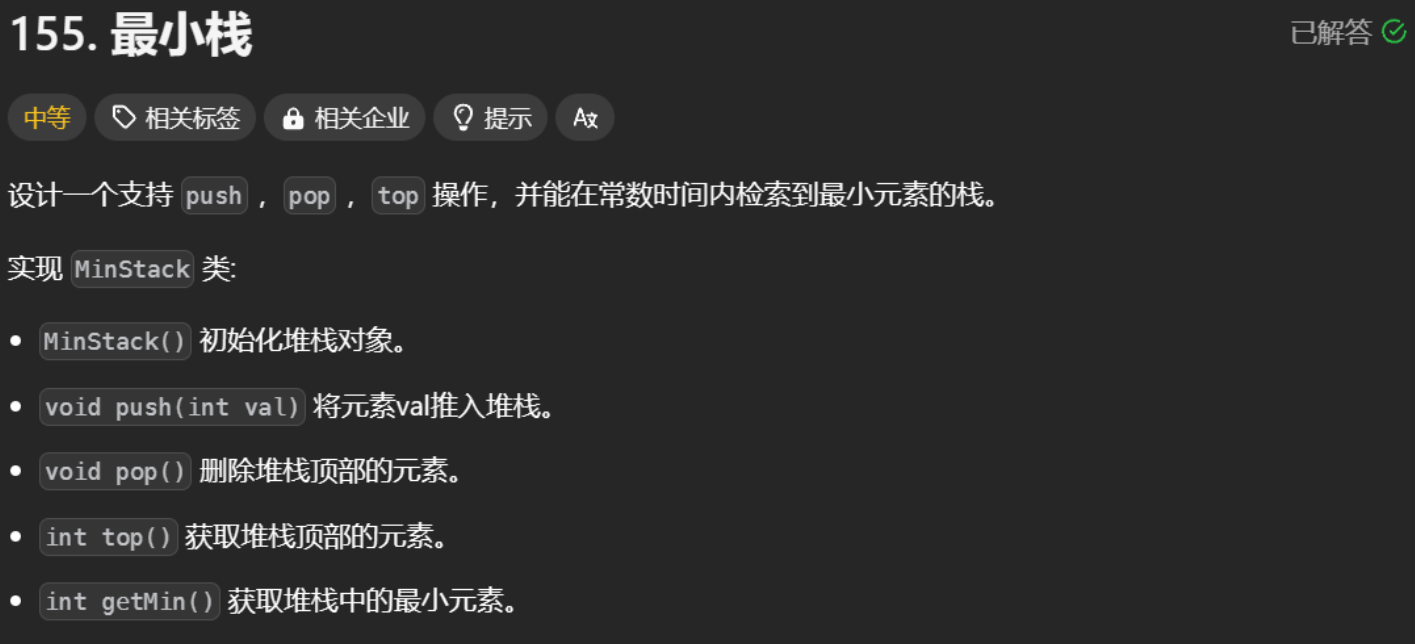 155. 最小栈
已解答
中等 相关标签 相关企业 提示 A文
设计一个支持 push ，pop ，top 操作，并能在常数时间内检索到最小元素的栈。
实现 MinStack 类:
• MinStack() 初始化堆栈对象。
• void push(int val) 将元素val推入堆栈。
• void pop() 删除堆栈顶部的元素。
• int top() 获取堆栈顶部的元素。
• int getMin() 获取堆栈中的最小元素。